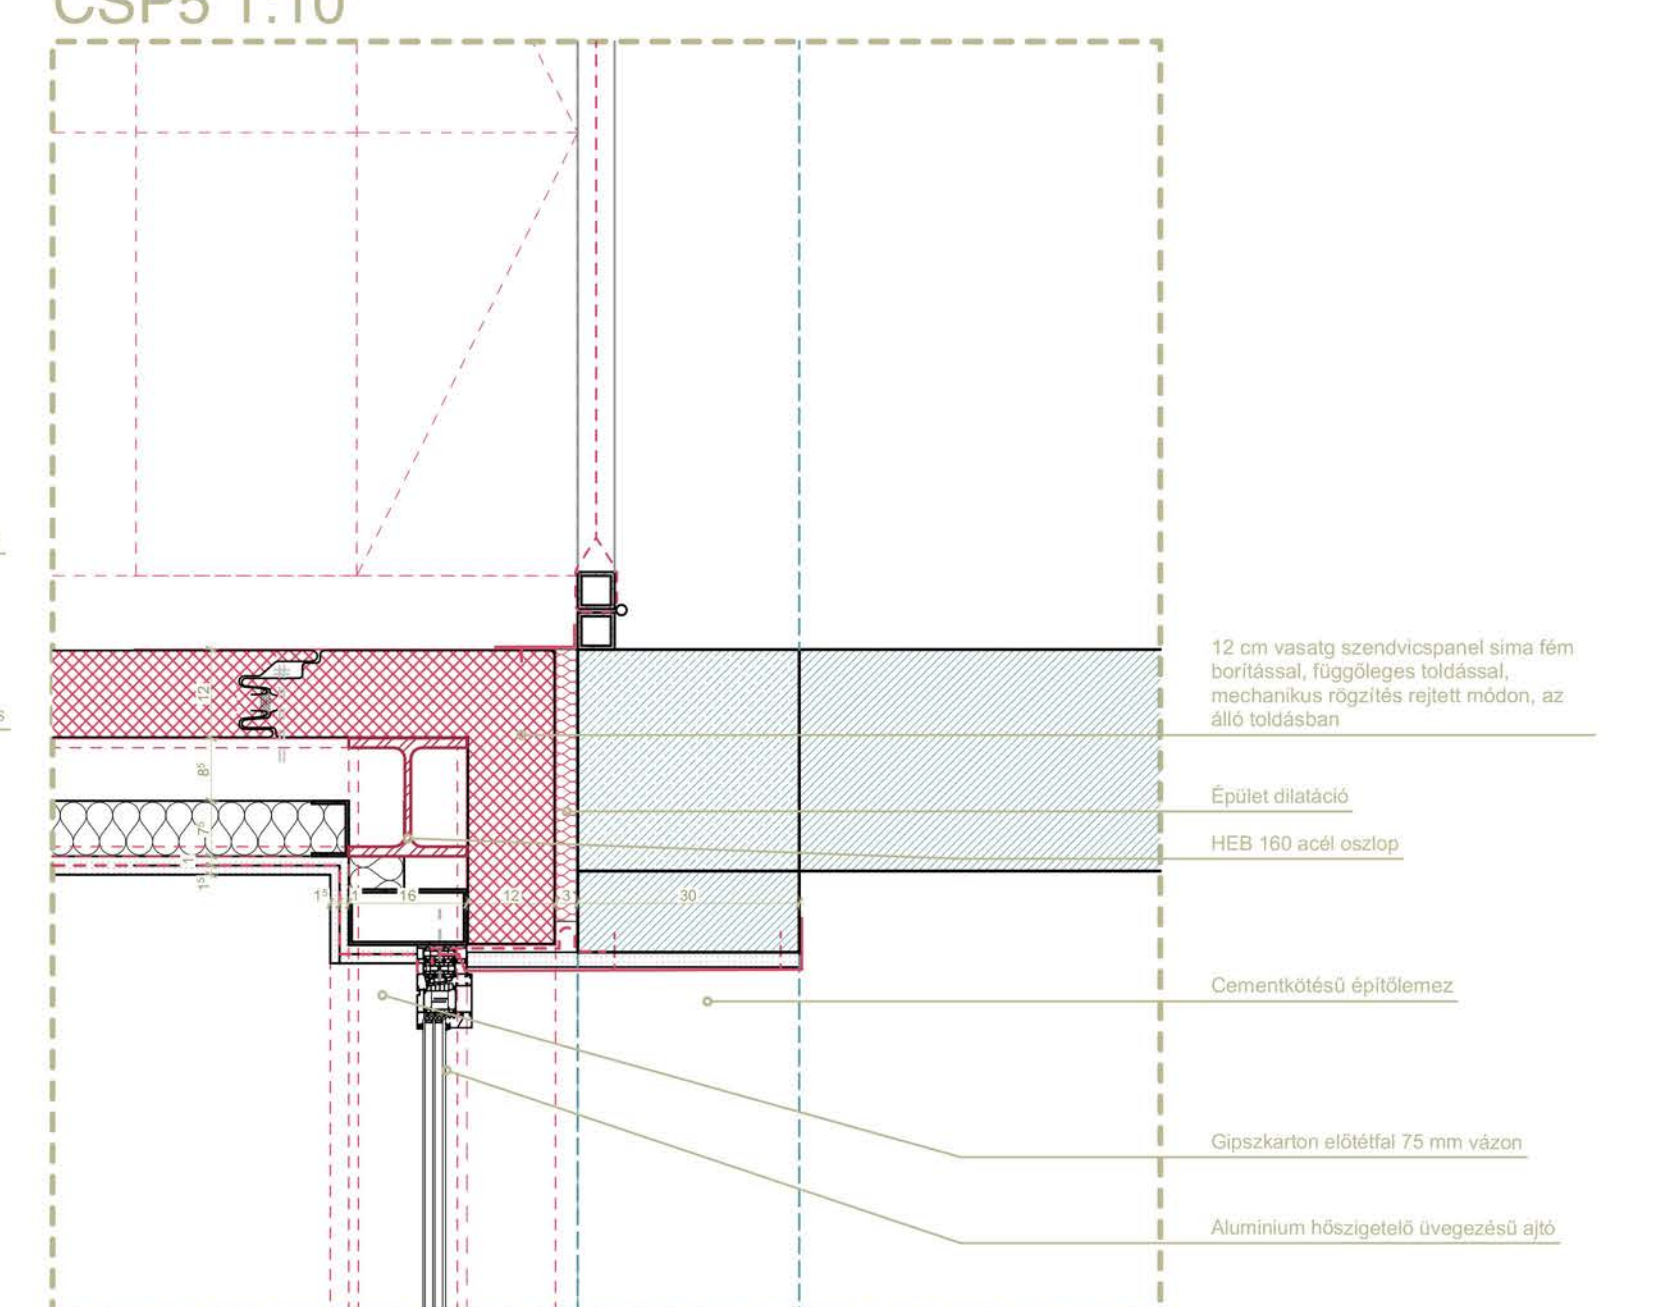 CSP5 1:10
12 cm vasatg szendvicspanel sima fém
borítással, függőleges toldással,
mechanikus rögzítés rejtett módon, az
álló toldásban
s
12
8⁵
Épület dilatáció
7⁵
HEB 160 acél oszlop
1
1⁵
1⁵ 1 16 12 3 30
Cementkötésű építőlemez
Gipszkarton előtétfal 75 mm vázon
Aluminium hőszigetelő üvegezésű ajtó